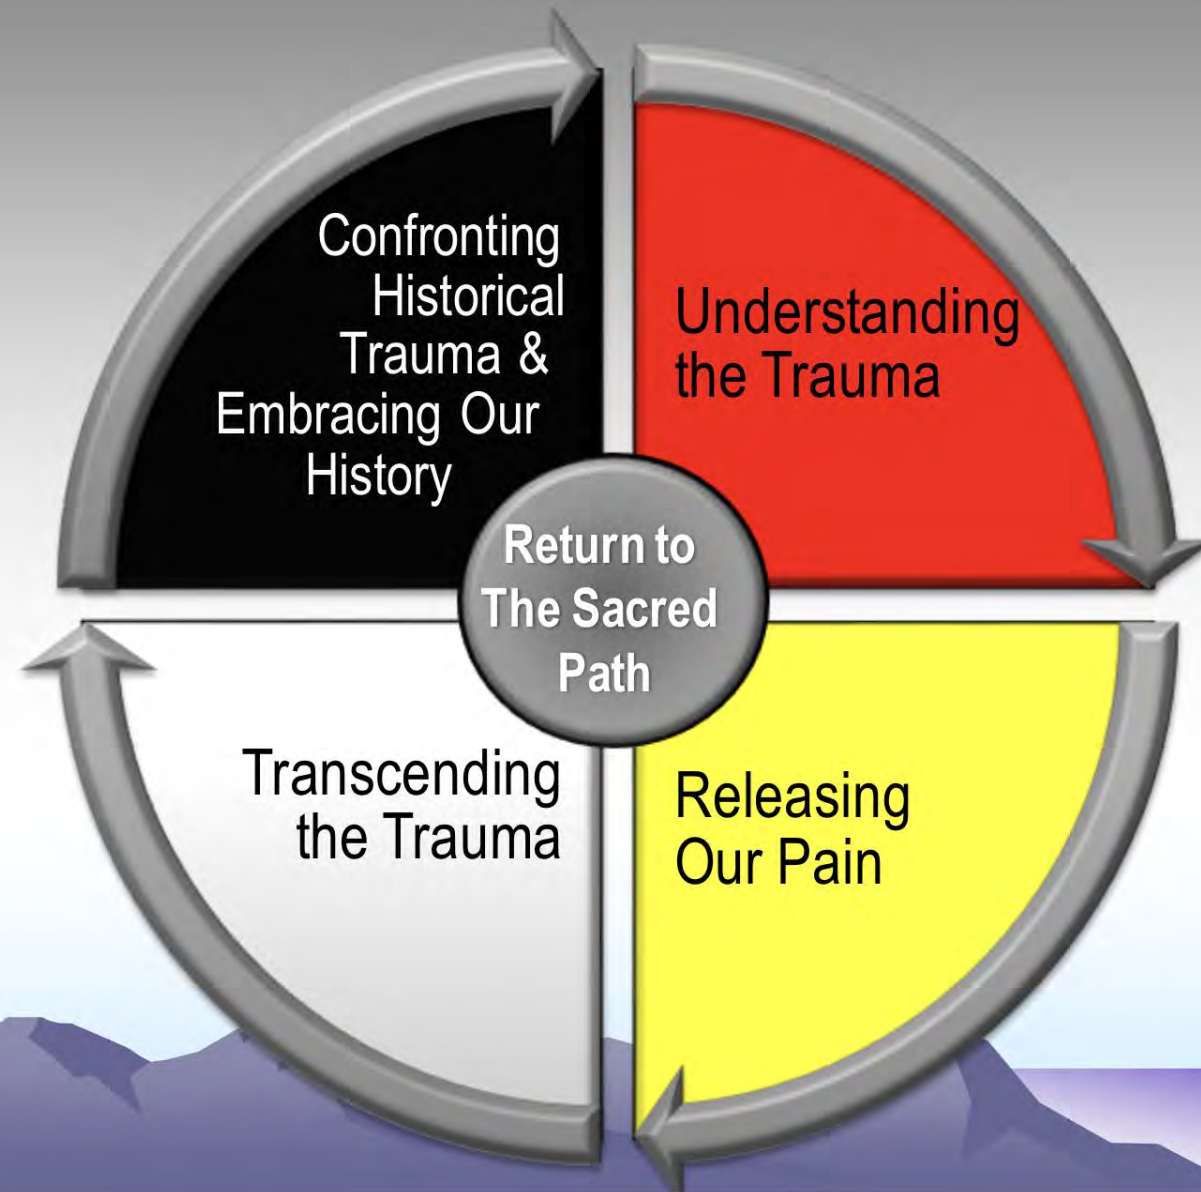 Confronting
Historical
Trauma &
Embracing Our
History
Understanding
the Trauma
Return to
The Sacred
Path
Transcending
the Trauma
Releasing
Our Pain